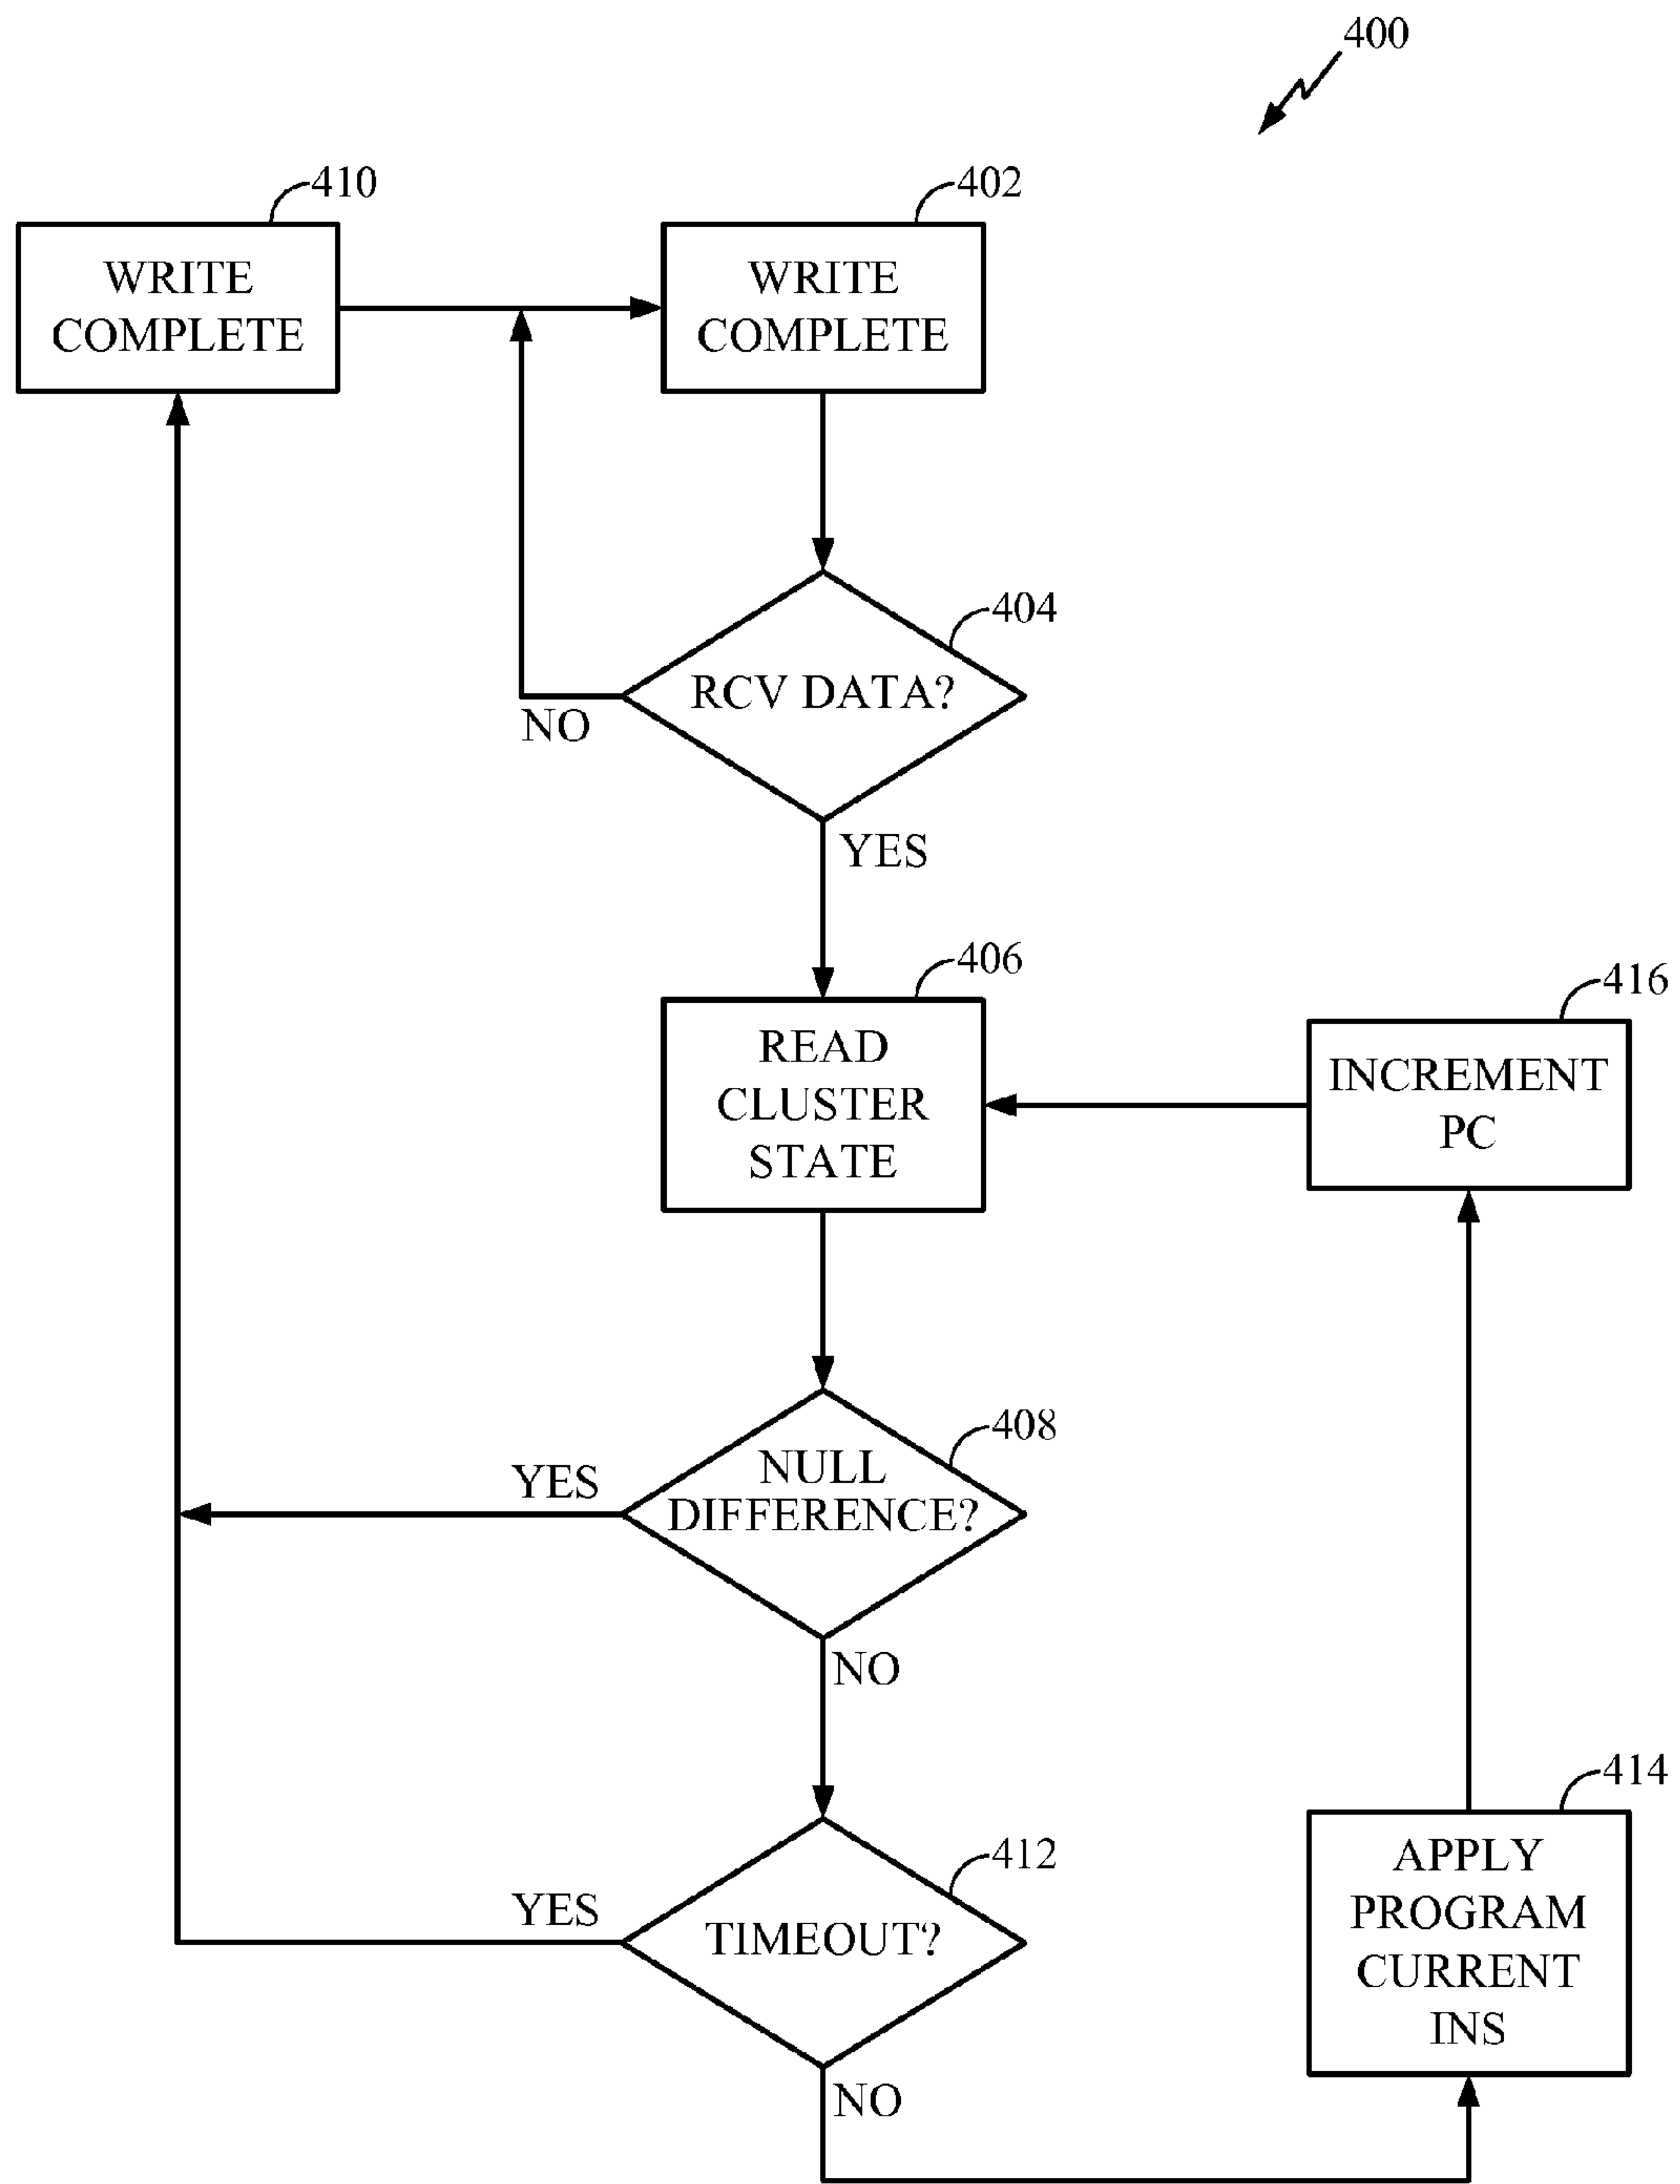 400
410
402
WRITE
COMPLETE
WRITE
COMPLETE
404
RCV DATA?
NO
YES
406
READ
CLUSTER
STATE
416
INCREMENT
PC
408
NULL
DIFFERENCE?
YES
NO
412
TIMEOUT?
YES
NO
414
APPLY
PROGRAM
CURRENT
INS